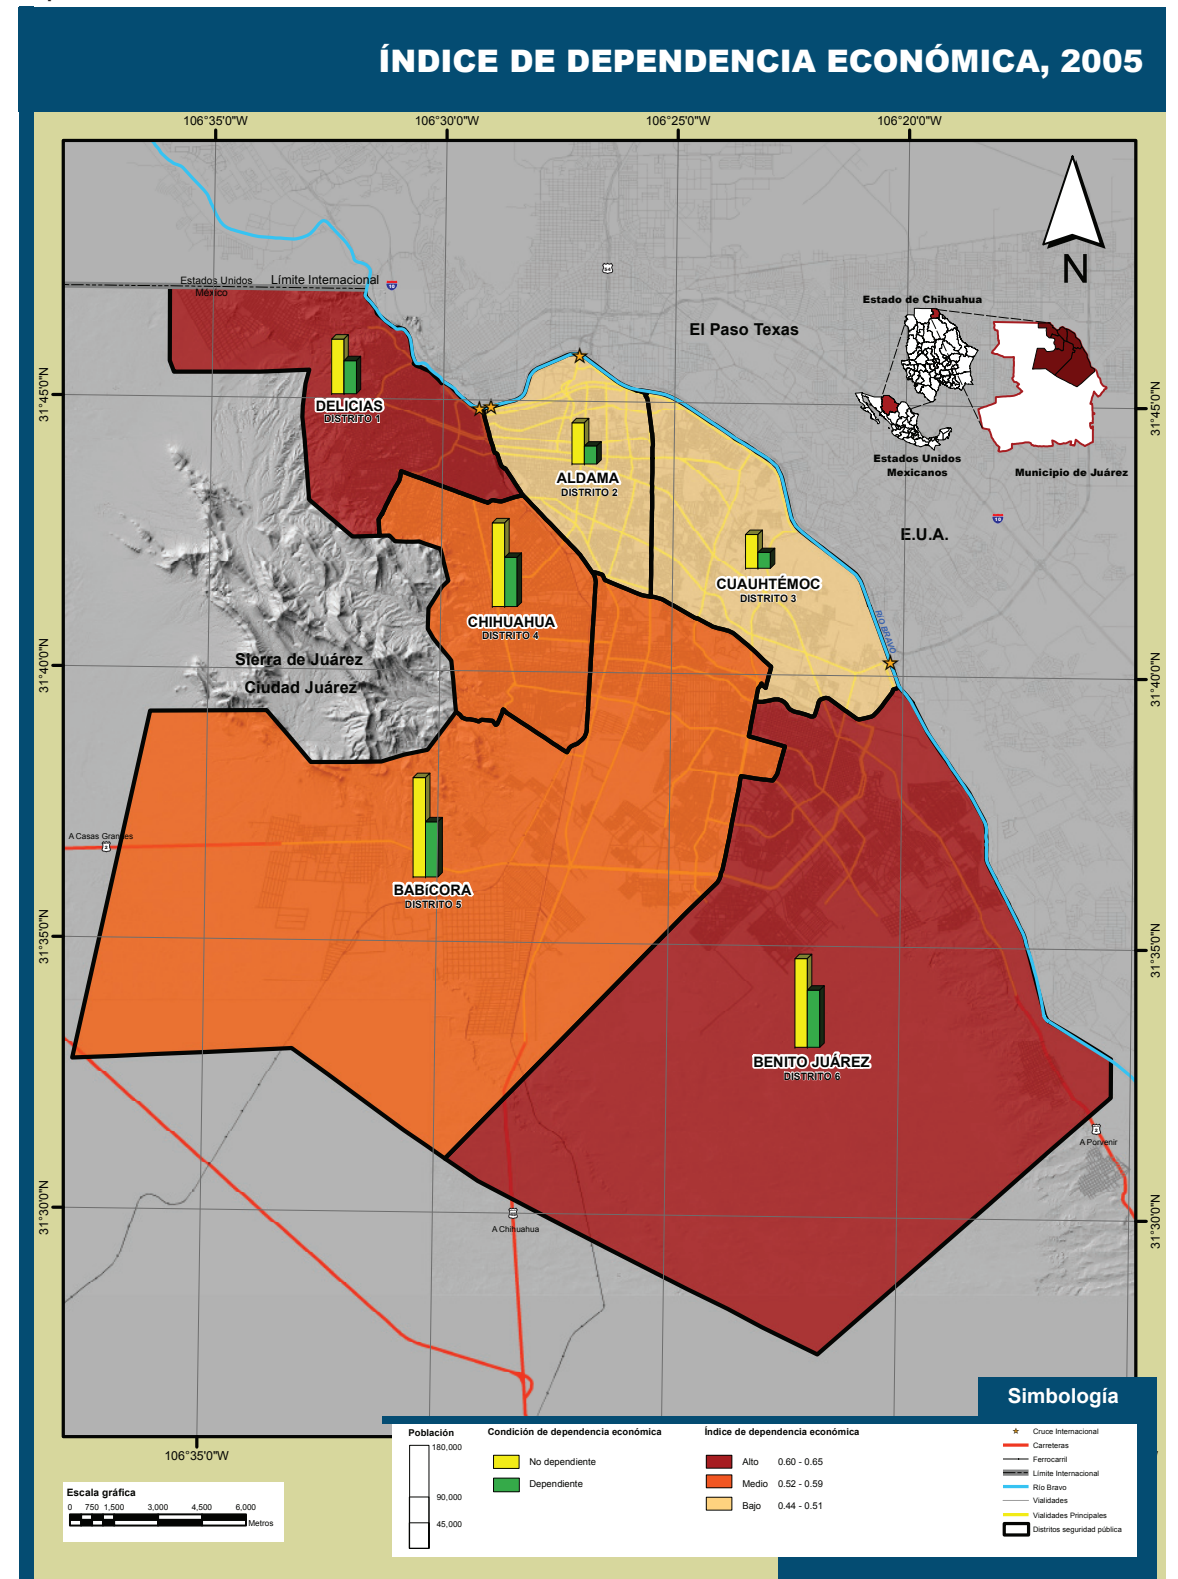 ÍNDICE DE DEPENDENCIA ECONÓMICA, 2005
106°35'0"W
106°30'0"W
106°25'0"W
106°20'0"W
Estados Unidos
México
Límite Internacional
10
54
El Paso Texas
N
Estado de Chihuahua
Estados Unidos
Mexicanos
Municipio de Juárez
31°45'0"N
31°45'0"N
DELICIAS
DISTRITO 1
ALDAMA
DISTRITO 2
10
E.U.A.
CUAUHTÉMOC
DISTRITO 3
CHIHUAHUA
DISTRITO 4
RÍO BRAVO
31°40'0"N
31°40'0"N
Sierra de Juárez
Ciudad Juárez
A Casas Grandes
2
BABíCORA
DISTRITO 5
31°35'0"N
31°35'0"N
BENITO JUÁREZ
DISTRITO 6
2
A Porvenir
31°30'0"N
31°30'0"N
A Chihuahua
106°35'0"W
Simbología
Población
180,000
90,000
45,000
Condición de dependencia económica
No dependiente
Dependiente
Índice de dependencia económica
Alto 0.60 - 0.65
Medio 0.52 - 0.59
Bajo 0.44 - 0.51
Cruce Internacional
Carreteras
Ferrocarril
Límite Internacional
Río Bravo
Vialidades
Vialidades Principales
Distritos seguridad pública
Escala gráfica
0 750 1,500 3,000 4,500 6,000
Metros